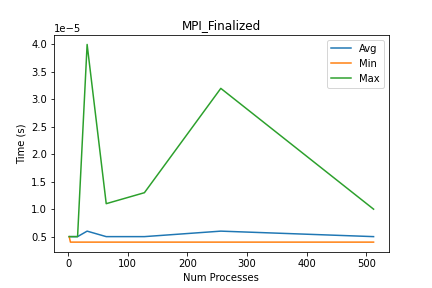 MPI_Finalized
1e−5
Avg
Min
Max
4.0
3.5
3.0
2.5
2.0
1.5
1.0
0.5
Time (s)
0 100 200 300 400 500
Num Processes